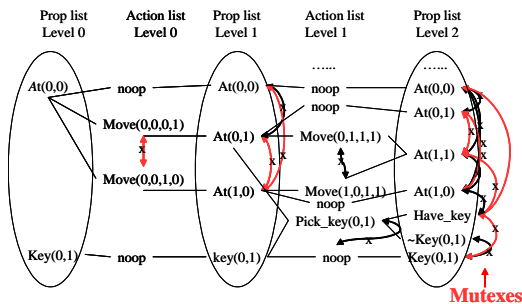 Prop list Action list Prop list Action list Prop list
Level 0 Level 0 Level 1 Level 1 Level 2
…... …...
At(0,0) noop At(0,0) noop At(0,0)
noop At(0,1)
Move(0,0,0,1) x x
x At(0,1) Move(0,1,1,1) x
x x x x At(1,1) x
Move(0,0,1,0) At(1,0) Move(1,0,1,1) At(1,0) x
noop x
Pick_key(0,1) Have_key
x ~Key(0,1) x x
Key(0,1) noop key(0,1) noop Key(0,1)
Mutexes